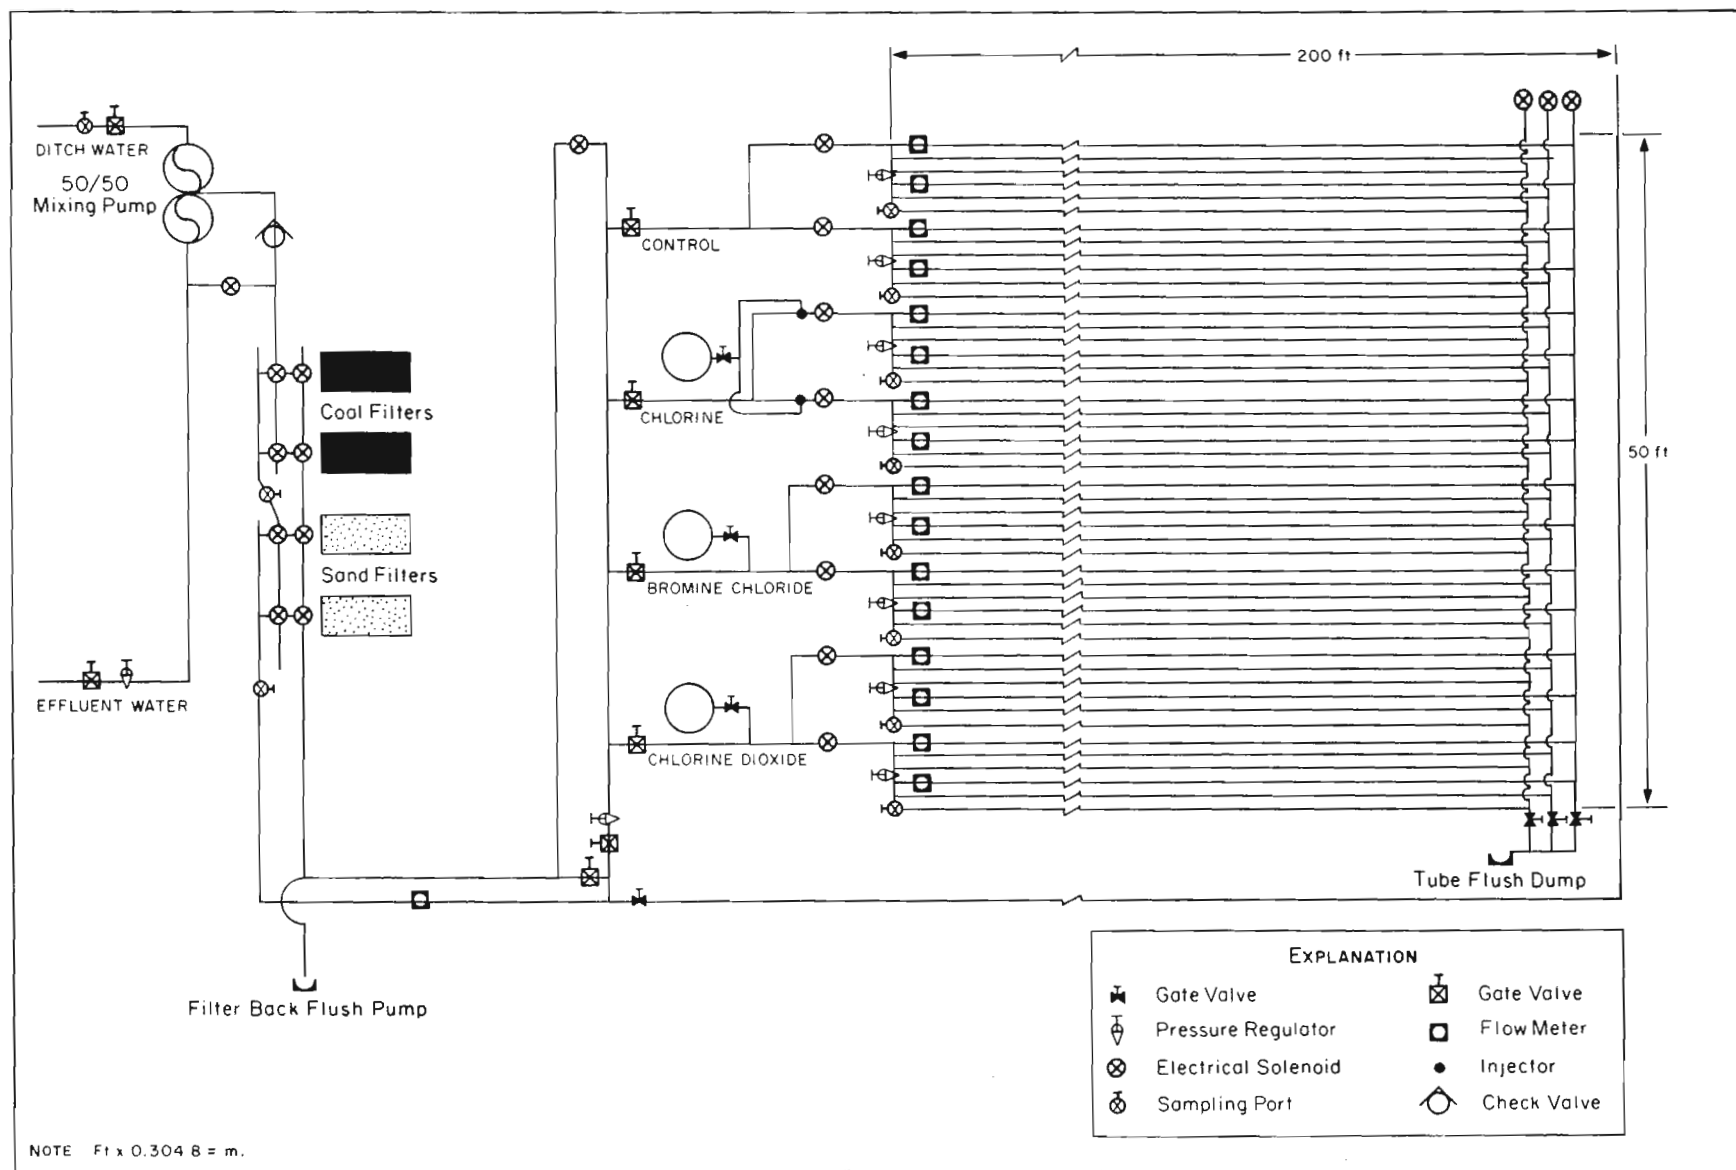 200 ft
DITCH WATER
50/50
Mixing Pump
CONTROL
Coal Filters
CHLORINE
50 ft
Sand Filters
BROMINE CHLORIDE
EFFLUENT WATER
CHLORINE DIOXIDE
Tube Flush Dump
Filter Back Flush Pump
EXPLANATION
Gate Valve
Gate Valve
Pressure Regulator
Flow Meter
Electrical Solenoid
Injector
Sampling Port
Check Valve
NOTE Ft x 0.304 8 = m.